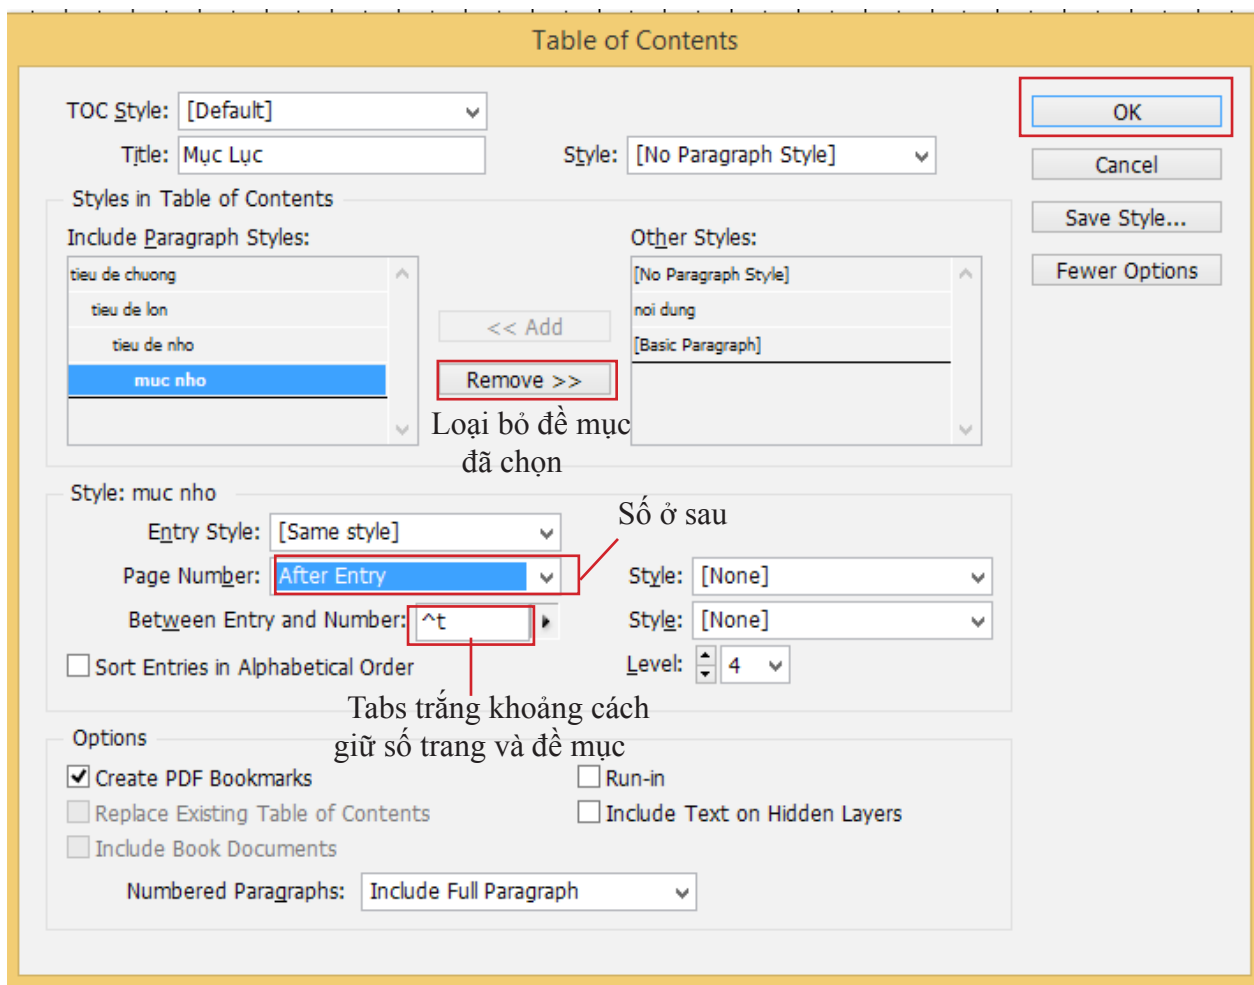 Table of Contents
TOC Style: [Default]
OK
Title: Mục Lục Style: [No Paragraph Style]
Cancel
Styles in Table of Contents
Save Style...
Include Paragraph Styles: Other Styles:
Fewer Options
tieu de chuong [No Paragraph Style]
tieu de lon noi dung
<< Add
tieu de nho [Basic Paragraph]
muc nho Remove >>
Loại bỏ đề mục
đã chọn
Style: muc nho
Số ở sau
Entry Style: [Same style]
Page Number: After Entry Style: [None]
Between Entry and Number: ^t Style: [None]
Sort Entries in Alphabetical Order Level: 4
Tabs trắng khoảng cách
giữ số trang và đề mục
Options
Create PDF Bookmarks Run-in
Replace Existing Table of Contents Include Text on Hidden Layers
Include Book Documents
Numbered Paragraphs: Include Full Paragraph